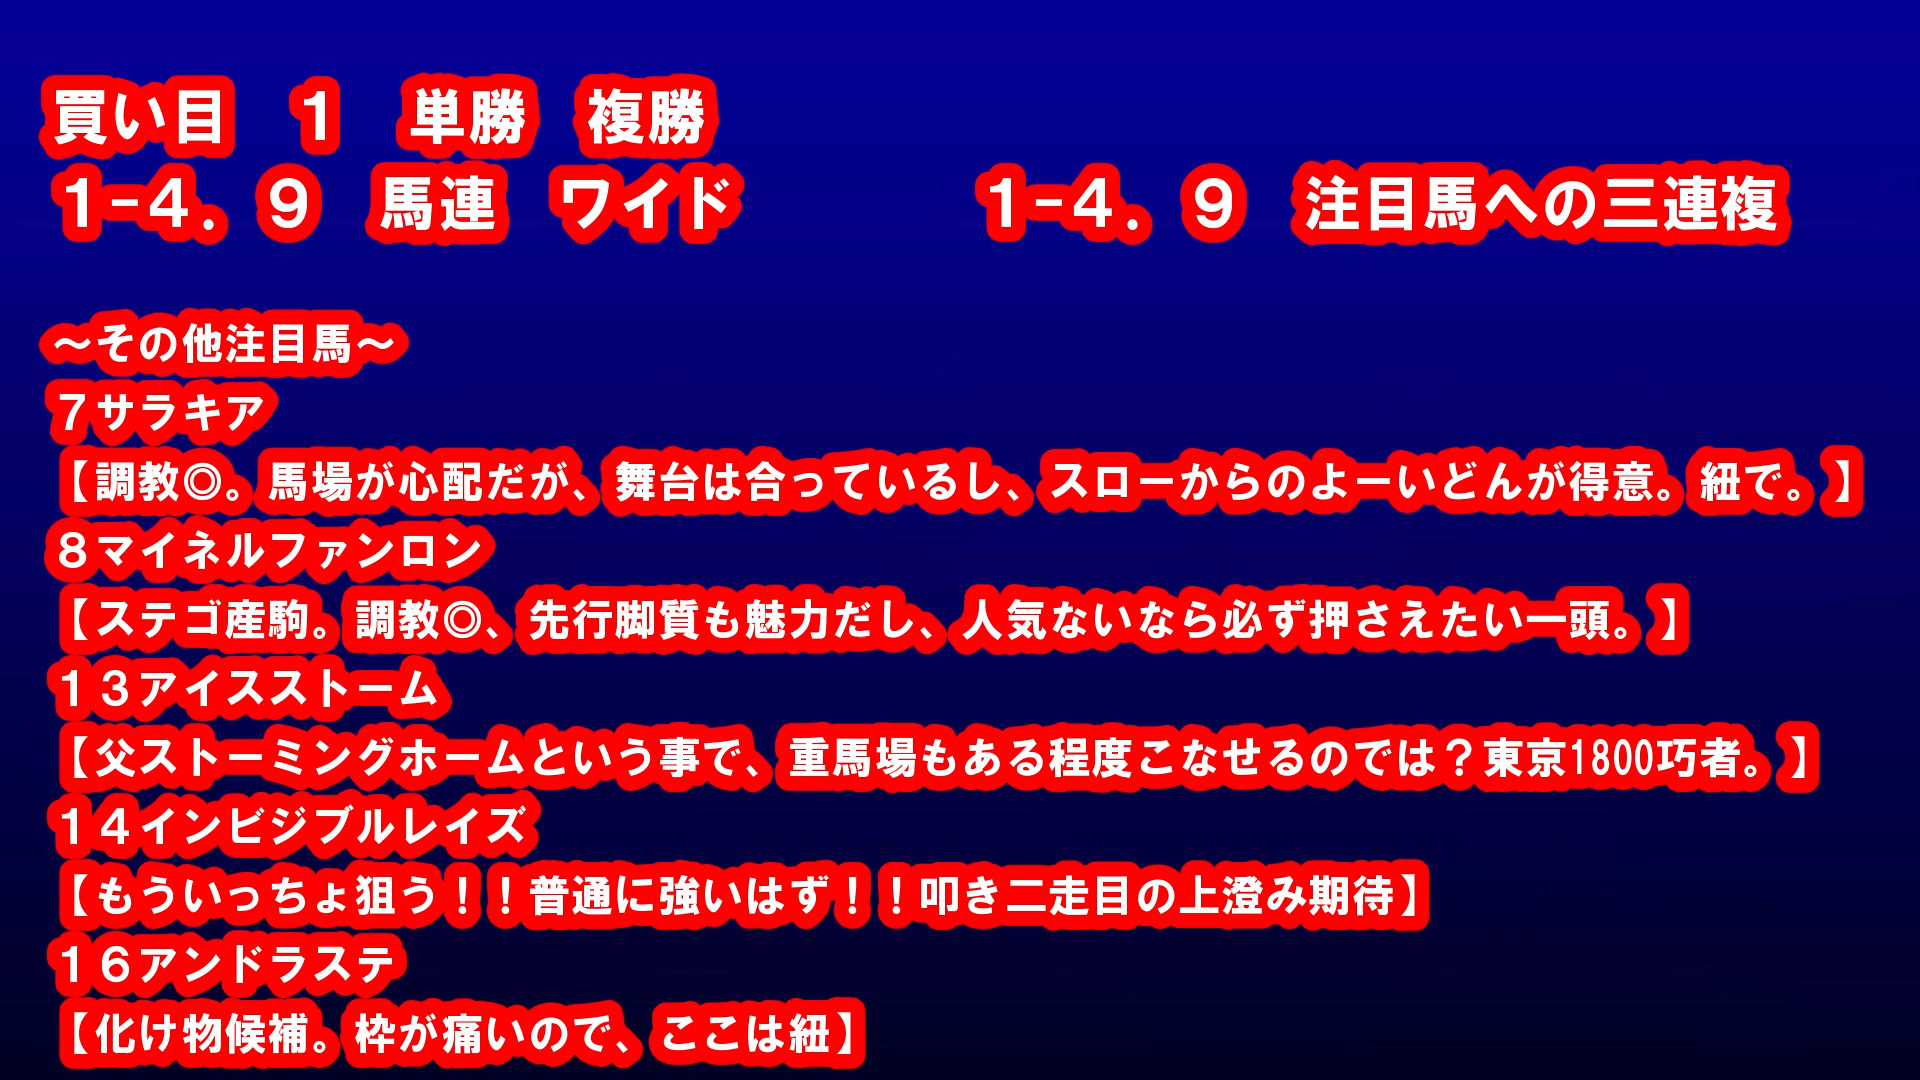 買い目　１　単勝　複勝
１-４．９　馬連　ワイド　　　　１-４．９　注目馬への三連複
～その他注目馬～
７サラキア
【調教◎。馬場が心配だが、舞台は合っているし、スローからのよーいどんが得意。紐で。】
８マイネルファンロン
【ステゴ産駒。調教◎、先行脚質も魅力だし、人気ないなら必ず押さえたい一頭。】
１３アイスストーム
【父ストーミングホームという事で、重馬場もある程度こなせるのでは？東京1800巧者。】
１４インビジブルレイズ
【もういっちょ狙う！！普通に強いはず！！叩き二走目の上澄み期待】
１６アンドラステ
【化け物候補。枠が痛いので、ここは紐】